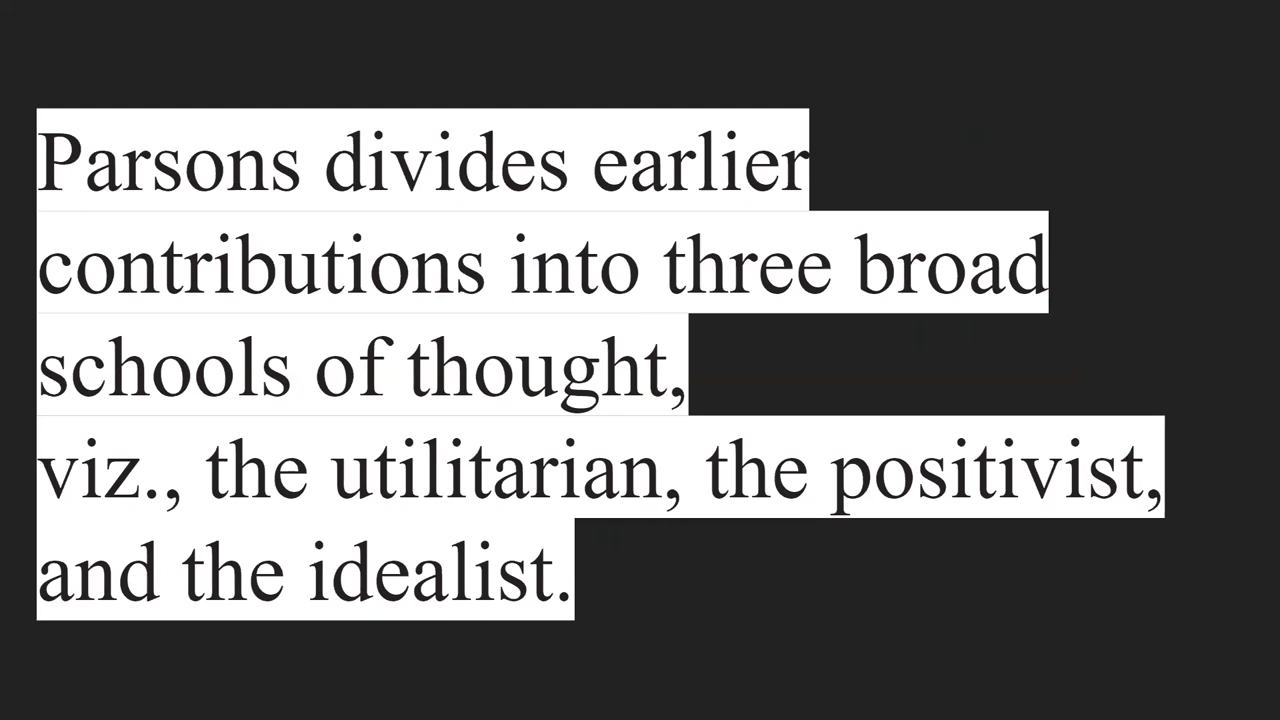 Parsons divides earlier
contributions into three broad
schools of thought,
viz., the utilitarian, the positivist,
and the idealist.